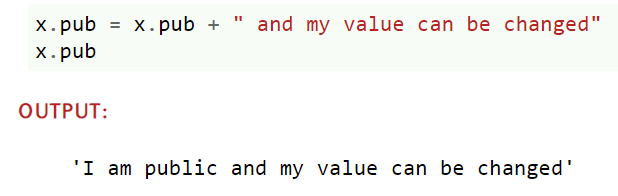 x.pub = x.pub + " and my value can be changed"
x.pub
OUTPUT:
'I am public and my value can be changed'